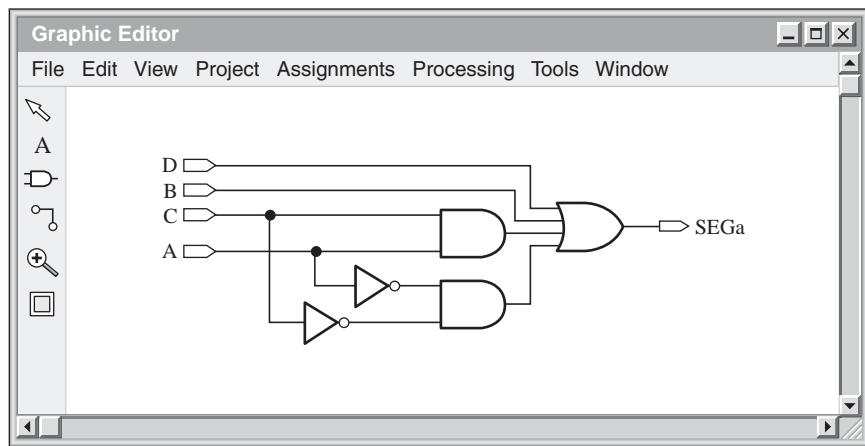 Graphic Editor
File Edit View Project Assignments Processing Tools Window
A
D
B
C
A
SEGa